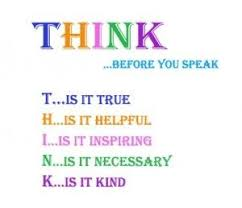 THINK
...BEFORE YOU SPEAK
T...IS IT TRUE
H...IS IT HELPFUL
I...IS IT INSPIRING
N...IS IT NECESSARY
K...IS IT KIND